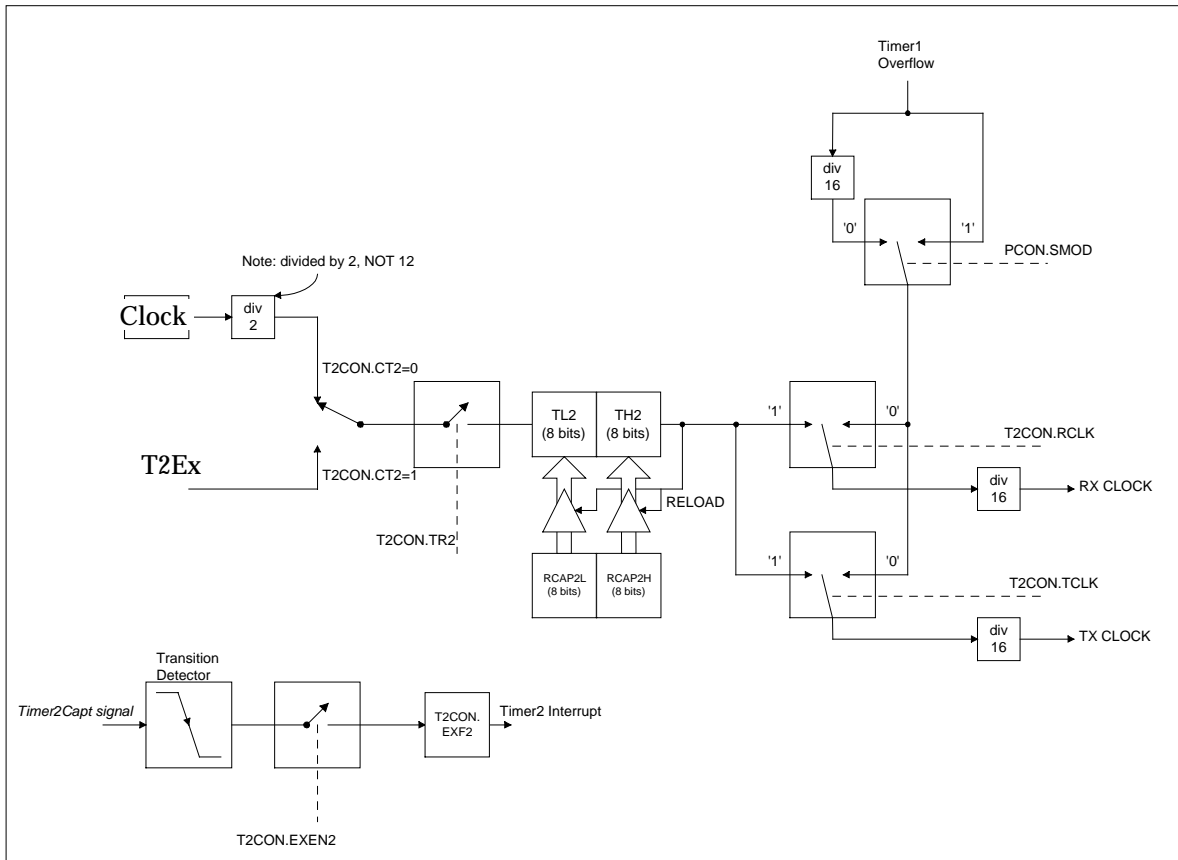 Timer1
Overflow
div
16
'0'
'1'
PCON.SMOD
Note: divided by 2, NOT 12
Clock
div
2
T2CON.CT2=0
T2Ex
T2CON.CT2=1
T2CON.TR2
TL2
(8 bits)
TH2
(8 bits)
RELOAD
RCAP2L
(8 bits)
RCAP2H
(8 bits)
'1'
'0'
T2CON.RCLK
div
16
RX CLOCK
'1'
'0'
T2CON.TCLK
div
16
TX CLOCK
Transition
Detector
Timer2Capt signal
T2CON.
EXF2
Timer2 Interrupt
T2CON.EXEN2